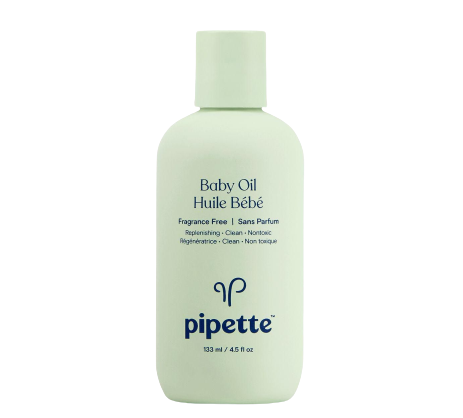 Baby Oil
Huile Bébé
Fragrance Free | Sans Parfum
Replenishing • Clean • Nontoxic
Régénératrice • Clean • Non toxique
pipette™
133 ml / 4.5 fl oz